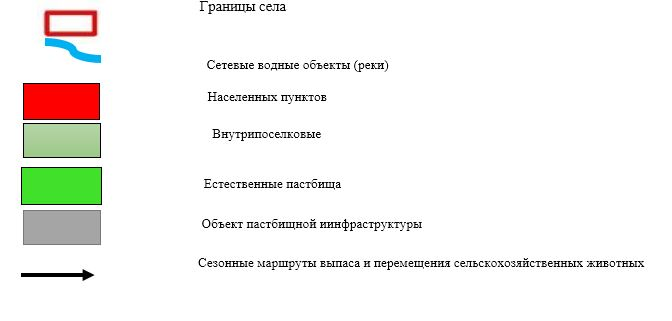 Границы села
Сетевые водные объекты (реки)
Населенных пунктов
Внутрипоселковые
Естественные пастбища
Объект пастбищной иинфраструктуры
Сезонные маршруты выпаса и перемещения сельскохозяйственных животных